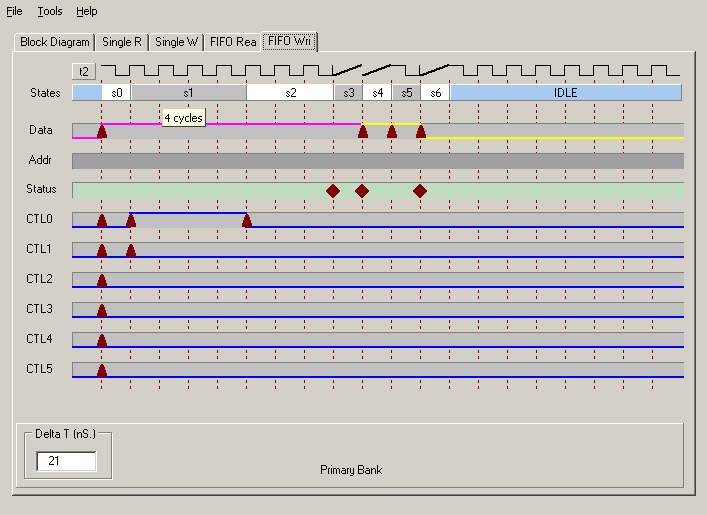 File Tools Help
Block Diagram Single R Single W FIFO Rea FIFO Wri
t2
States s0 s1 s2 s3 s4 s5 s6 IDLE
4 cycles
Data
Addr
Status
CTL0
CTL1
CTL2
CTL3
CTL4
CTL5
Delta T (nS.)
21
Primary Bank